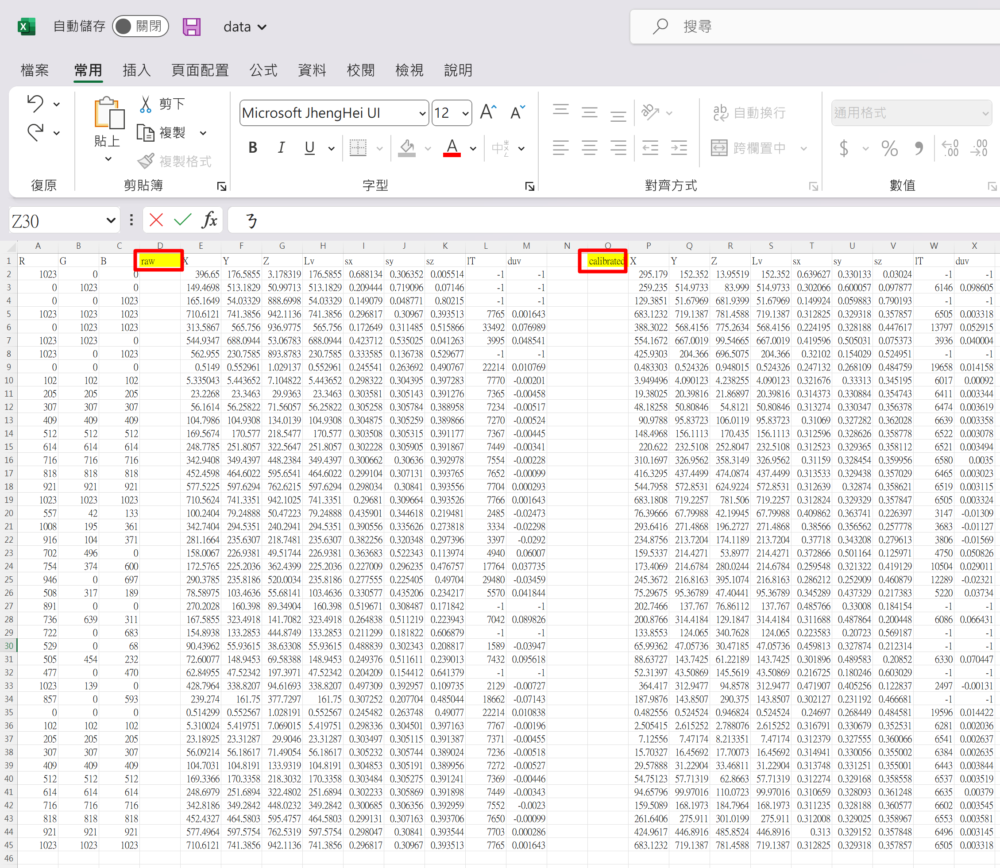 自動儲存 關閉 data 搜尋
檔案 常用 插入 頁面配置 公式 資料 校閱 檢視 說明
剪下
Microsoft JhengHei UI 12 自動換行 通用格式
複製
貼上
B I U 跨欄置中 $ %
複製格式
復原 剪貼簿 字型 對齊方式 數值
Z30 fx ㄋ
A B C D E F G H I J K L M N O P Q R S T U V W X
1 R G B raw X Y Z Lv sx sy sz lT duv calibrated X Y Z Lv sx sy sz lT duv
2 1023 0 0 396.65 176.5855 3.178319 176.5855 0.688134 0.306352 0.005514 -1 -1 295.179 152.352 13.95519 152.352 0.639627 0.330133 0.03024 -1 -1
3 0 1023 0 149.4698 513.1829 50.99713 513.1829 0.209444 0.719096 0.07146 -1 -1 259.235 514.9733 83.999 514.9733 0.302066 0.600057 0.097877 6146 0.098605
4 0 0 1023 165.1649 54.03329 888.6998 54.03329 0.149079 0.048771 0.80215 -1 -1 129.3851 51.67969 681.9399 51.67969 0.149924 0.059883 0.790193 -1 -1
5 1023 1023 1023 710.6121 741.3856 942.1136 741.3856 0.296817 0.30967 0.393513 7765 0.001643 683.1232 719.1387 781.4588 719.1387 0.312825 0.329318 0.357857 6505 0.003318
6 0 1023 1023 313.5867 565.756 936.9775 565.756 0.172649 0.311485 0.515866 33492 0.076989 388.3022 568.4156 775.2634 568.4156 0.224195 0.328188 0.447617 13797 0.052915
7 1023 1023 0 544.9347 688.0944 53.06783 688.0944 0.423712 0.535025 0.041263 3995 0.048541 554.1672 667.0019 99.54665 667.0019 0.419596 0.505031 0.075373 3936 0.040004
8 1023 0 1023 562.955 230.7585 893.8783 230.7585 0.333585 0.136738 0.529677 -1 -1 425.9303 204.366 696.5075 204.366 0.32102 0.154029 0.524951 -1 -1
9 0 0 0 0.5149 0.552961 1.029137 0.552961 0.245541 0.263692 0.490767 22214 0.010769 0.483303 0.524326 0.948015 0.524326 0.247132 0.268109 0.484759 19658 0.014158
10 102 102 102 5.335043 5.443652 7.104822 5.443652 0.298322 0.304395 0.397283 7770 -0.00201 3.949496 4.090123 4.238255 4.090123 0.321676 0.33313 0.345195 6017 0.00092
11 205 205 205 23.2268 23.3463 29.9363 23.3463 0.303581 0.305143 0.391276 7365 -0.00458 19.38025 20.39816 21.86897 20.39816 0.314373 0.330884 0.354743 6411 0.003344
12 307 307 307 56.1614 56.25822 71.56057 56.25822 0.305258 0.305784 0.388958 7234 -0.00517 48.18258 50.80846 54.8121 50.80846 0.313274 0.330347 0.356378 6474 0.003619
13 409 409 409 104.7986 104.9308 134.0139 104.9308 0.304875 0.305259 0.389866 7270 -0.00524 90.9788 95.83723 106.0119 95.83723 0.31069 0.327282 0.362028 6639 0.003358
14 512 512 512 169.5674 170.577 218.5477 170.577 0.303508 0.305315 0.391177 7367 -0.00445 148.4968 156.1113 170.435 156.1113 0.312596 0.328626 0.358778 6522 0.003078
15 614 614 614 248.7785 251.8057 322.5647 251.8057 0.302228 0.305905 0.391867 7449 -0.00341 220.622 232.5108 252.8047 232.5108 0.312523 0.329365 0.358112 6521 0.003494
16 716 716 716 342.9408 349.4397 448.2384 349.4397 0.300662 0.30636 0.392978 7554 -0.00228 310.1697 326.9562 358.3149 326.9562 0.31159 0.328454 0.359956 6580 0.0035
17 818 818 818 452.4598 464.6022 595.6541 464.6022 0.299104 0.307131 0.393765 7652 -0.00099 416.3295 437.4499 474.0874 437.4499 0.313533 0.329438 0.357029 6465 0.003023
18 921 921 921 577.5225 597.6294 762.6215 597.6294 0.298034 0.30841 0.393556 7704 0.000293 544.7958 572.8531 624.9224 572.8531 0.312639 0.32874 0.358621 6519 0.003115
19 1023 1023 1023 710.5624 741.3351 942.1025 741.3351 0.29681 0.309664 0.393526 7766 0.001643 683.1808 719.2257 781.506 719.2257 0.312824 0.329329 0.357847 6505 0.003324
20 557 42 133 100.2404 79.24888 50.47223 79.24888 0.435901 0.344618 0.219481 2485 -0.02473 76.39666 67.79988 42.19945 67.79988 0.409862 0.363741 0.226397 3147 -0.01309
21 1008 195 361 342.7404 294.5351 240.2941 294.5351 0.390556 0.335626 0.273818 3334 -0.02298 293.6416 271.4868 196.2727 271.4868 0.38566 0.356562 0.257778 3683 -0.01127
22 916 104 371 281.1664 235.6307 218.7481 235.6307 0.382256 0.320348 0.297396 3397 -0.0292 234.8756 213.7204 174.1189 213.7204 0.37718 0.343208 0.279613 3806 -0.01569
23 702 496 0 158.0067 226.9381 49.51744 226.9381 0.363683 0.522343 0.113974 4940 0.06007 159.5337 214.4271 53.8977 214.4271 0.372866 0.501164 0.125971 4750 0.050826
24 754 374 600 172.5765 225.2036 362.4399 225.2036 0.227009 0.296235 0.476757 17764 0.037735 173.4069 214.6784 280.0244 214.6784 0.259548 0.321322 0.419129 10504 0.029011
25 946 0 697 290.3785 235.8186 520.0034 235.8186 0.277555 0.225405 0.49704 29480 -0.03459 245.3672 216.8163 395.1074 216.8163 0.286212 0.252909 0.460879 12289 -0.02321
26 508 317 189 78.58975 103.4636 55.68141 103.4636 0.330577 0.435206 0.234217 5570 0.041844 75.29675 95.36789 47.40441 95.36789 0.345289 0.437329 0.217383 5220 0.03734
27 891 0 0 270.2028 160.398 89.34904 160.398 0.519671 0.308487 0.171842 -1 -1 202.7466 137.767 76.86112 137.767 0.485766 0.33008 0.184154 -1 -1
28 736 639 311 167.5855 323.4918 141.7082 323.4918 0.264838 0.511219 0.223943 7042 0.089826 200.8766 314.4184 129.1847 314.4184 0.311688 0.487864 0.200448 6086 0.066431
29 722 0 683 154.8938 133.2853 444.8749 133.2853 0.211299 0.181822 0.606879 -1 -1 133.8553 124.065 340.7628 124.065 0.223583 0.20723 0.569187 -1 -1
30 529 0 68 90.43962 55.93615 38.63308 55.93615 0.488839 0.302343 0.208817 1589 -0.03947 65.99362 47.05736 30.47185 47.05736 0.459813 0.327874 0.212314 -1 -1
31 505 454 232 72.60077 148.9453 69.58388 148.9453 0.249376 0.511611 0.239013 7432 0.095618 88.63727 143.7425 61.22189 143.7425 0.301896 0.489583 0.20852 6330 0.070447
32 477 0 470 62.84955 47.52342 197.3971 47.52342 0.204209 0.154412 0.641379 -1 -1 52.31397 43.50869 145.5619 43.50869 0.216725 0.180246 0.603029 -1 -1
33 1023 139 0 428.7964 338.8207 94.61693 338.8207 0.497309 0.392957 0.109735 2129 -0.00727 364.417 312.9477 94.8578 312.9477 0.471907 0.405256 0.122837 2497 -0.00131
34 857 0 593 239.274 161.75 377.7297 161.75 0.307252 0.207704 0.485044 18662 -0.07143 187.9876 143.8507 290.375 143.8507 0.302127 0.231192 0.466681 -1 -1
35 0 0 0 0.514299 0.552567 1.028191 0.552567 0.245482 0.263748 0.49077 22214 0.010838 0.482556 0.524524 0.946824 0.524524 0.24697 0.268449 0.484581 19596 0.014422
36 102 102 102 5.310024 5.419751 7.069015 5.419751 0.298336 0.304501 0.397163 7767 -0.00196 2.505415 2.615252 2.788076 2.615252 0.316791 0.330679 0.352531 6281 0.002036
37 205 205 205 23.18925 23.31287 29.9046 23.31287 0.303497 0.305115 0.391387 7371 -0.00455 7.12556 7.47174 8.213351 7.47174 0.312379 0.327555 0.360066 6541 0.002637
38 307 307 307 56.09214 56.18617 71.49054 56.18617 0.305232 0.305744 0.389024 7236 -0.00518 15.70327 16.45692 17.70073 16.45692 0.314941 0.330056 0.355002 6384 0.002635
39 409 409 409 104.7031 104.8191 133.9319 104.8191 0.304853 0.305191 0.389956 7272 -0.00527 29.57888 31.22904 33.46811 31.22904 0.313748 0.331251 0.355001 6443 0.003844
40 512 512 512 169.3366 170.3358 218.3032 170.3358 0.303484 0.305275 0.391241 7369 -0.00446 54.75123 57.71319 62.8663 57.71319 0.312274 0.329168 0.358558 6537 0.003519
41 614 614 614 248.6979 251.6894 322.4802 251.6894 0.302233 0.305869 0.391898 7449 -0.00343 94.65796 99.97016 110.0723 99.97016 0.310659 0.328093 0.361248 6635 0.00379
42 716 716 716 342.8186 349.2842 448.0232 349.2842 0.300685 0.306356 0.392959 7552 -0.0023 159.5089 168.1973 184.7964 168.1973 0.311235 0.328188 0.360577 6602 0.003545
43 818 818 818 452.4327 464.5803 595.4757 464.5803 0.299131 0.307163 0.393706 7650 -0.00099 261.6406 275.911 301.0199 275.911 0.312008 0.329025 0.358967 6553 0.003581
44 921 921 921 577.4964 597.5754 762.5319 597.5754 0.298047 0.30841 0.393544 7703 0.000286 424.9617 446.8916 485.8524 446.8916 0.313 0.329152 0.357848 6496 0.003145
45 1023 1023 1023 710.6121 741.3856 942.1136 741.3856 0.296817 0.30967 0.393513 7765 0.001643 683.1232 719.1387 781.4588 719.1387 0.312825 0.329318 0.357857 6505 0.003318
46